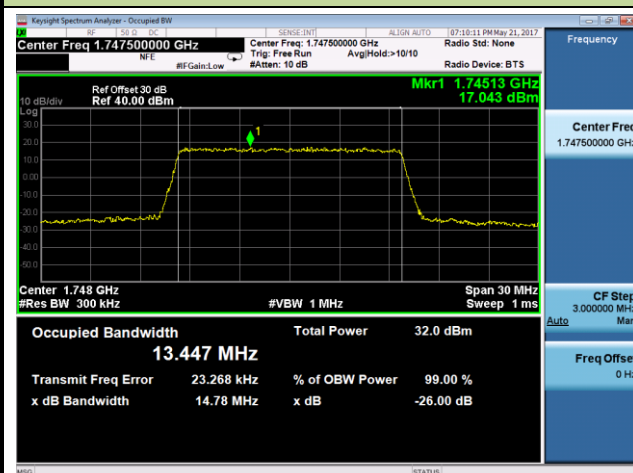 Keysight Spectrum Analyzer - Occupied BW
RF 50 Ω DC SENSE:INT ALIGN AUTO 07:10:11 PM May 21, 2017
Center Freq 1.747500000 GHz
Center Freq: 1.747500000 GHz
Radio Std: None
NFE
Trig: Free Run Avg|Hold:>10/10
#IFGain:Low
#Atten: 10 dB
Radio Device: BTS
Frequency
Ref Offset 30 dB
Mkr1 1.74513 GHz
10 dB/div Ref 40.00 dBm
17.043 dBm
Log
30.0
20.0
10.0
0.00
-10.0
-20.0
-30.0
-40.0
-50.0
1
Center 1.748 GHz
Span 30 MHz
#Res BW 300 kHz
#VBW 1 MHz
Sweep 1 ms
Center Freq
1.747500000 GHz
CF Step
3.000000 MHz
Auto Man
Freq Offset
0 Hz
Occupied Bandwidth
Total Power 32.0 dBm
13.447 MHz
Transmit Freq Error 23.268 kHz % of OBW Power 99.00 %
x dB Bandwidth 14.78 MHz x dB -26.00 dB
MSG
STATUS